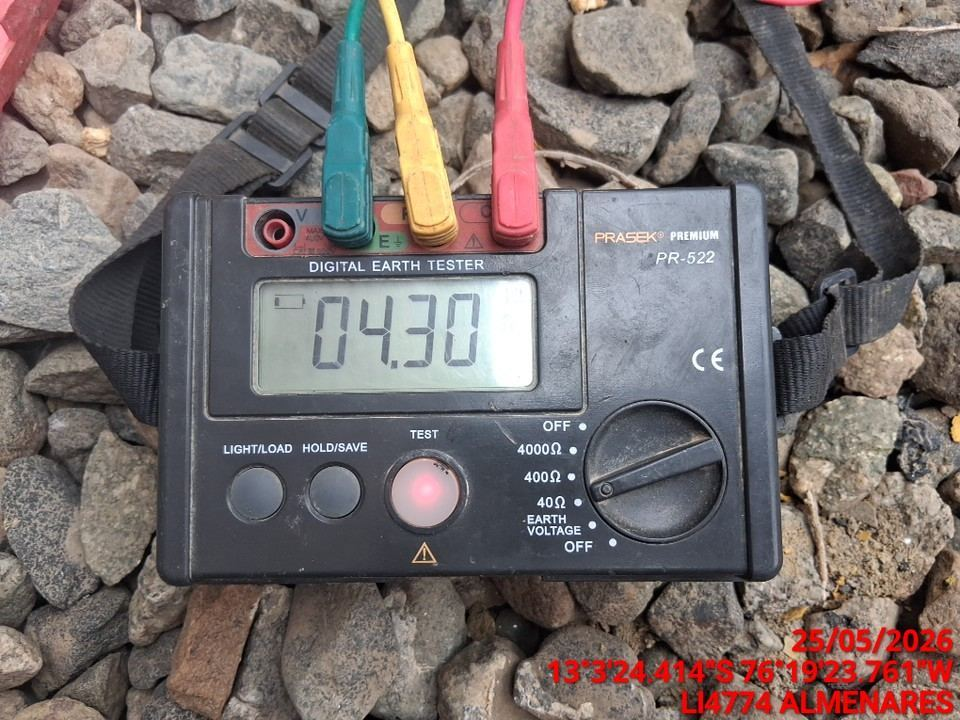 V
E
C
PRASEK® PREMIUM
PR-522
DIGITAL EARTH TESTER
04.30
CE
LIGHT/LOAD HOLD/SAVE TEST
OFF
4000Ω
400Ω
40Ω
EARTH
VOLTAGE
OFF
25/05/2026
13°3'24.414"S 76°19'23.761"W
LI4774 ALMENARES